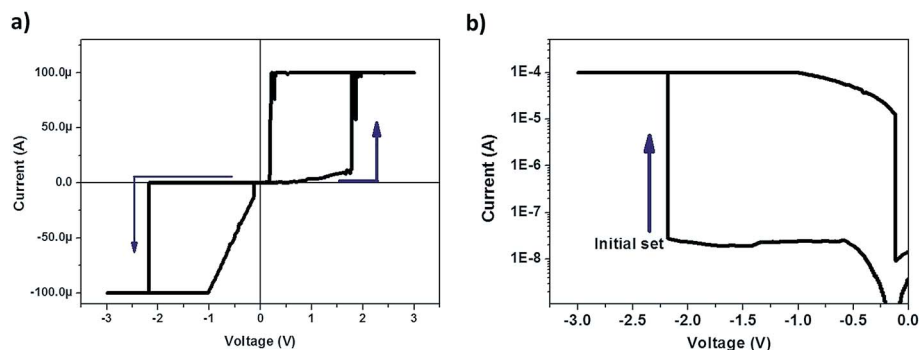 a)
100.0µ
50.0µ
0.0
-50.0µ
-100.0µ
Current (A)
-3 -2 -1 0 1 2 3
Voltage (V)
b)
1E-4
1E-5
1E-6
1E-7
1E-8
Current (A)
Initial set
-3.0 -2.5 -2.0 -1.5 -1.0 -0.5 0.0
Voltage (V)